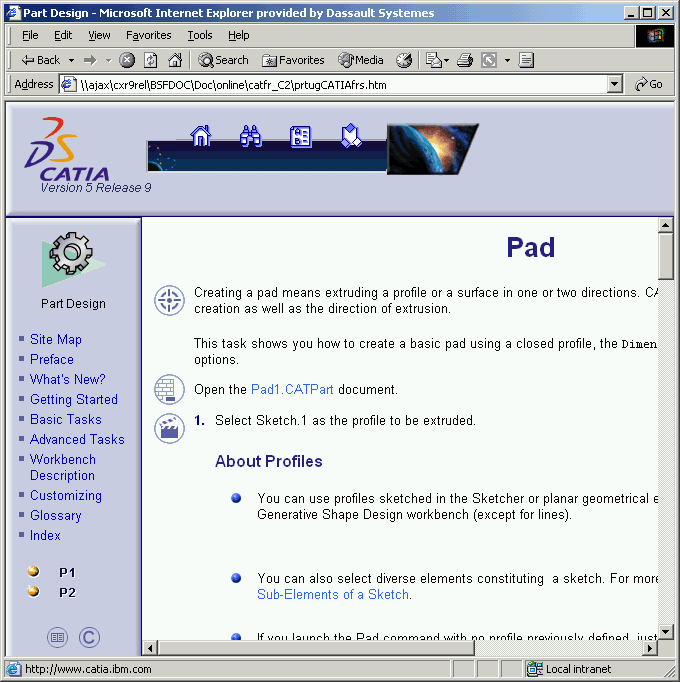 Part Design - Microsoft Internet Explorer provided by Dassault Systemes
File Edit View Favorites Tools Help
Back Search Favorites Media
Address \\ajax\cxr9rel\BSFDOC\Doc\online\catfr_C2\prtugCATIAfrs.htm Go
CATIA
Version 5 Release 9
Part Design
Site Map
Preface
What's New?
Getting Started
Basic Tasks
Advanced Tasks
Workbench
Description
Customizing
Glossary
Index
P1
P2
Pad
Creating a pad means extruding a profile or a surface in one or two directions. CA
creation as well as the direction of extrusion.
This task shows you how to create a basic pad using a closed profile, the Dimen
options.
Open the Pad1.CATPart document.
1. Select Sketch.1 as the profile to be extruded.
About Profiles
You can use profiles sketched in the Sketcher or planar geometrical e
Generative Shape Design workbench (except for lines).
You can also select diverse elements constituting a sketch. For more
Sub-Elements of a Sketch.
If you launch the Pad command with no profile previously defined, just
http://www.catia.ibm.com Local intranet